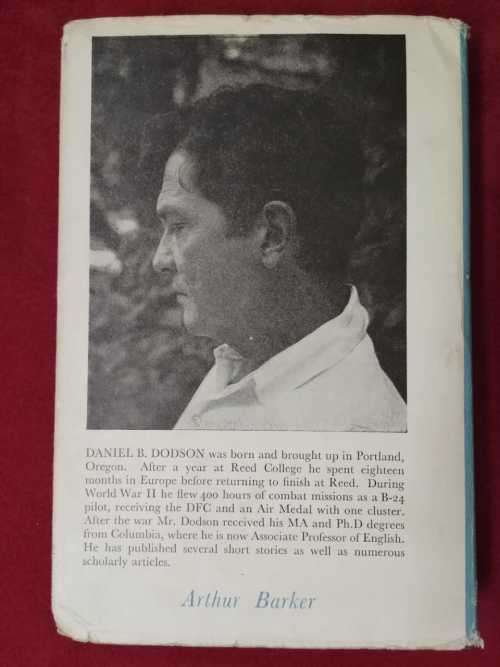 DANIEL B. DODSON was born and brought up in Portland,
Oregon. After a year at Reed College he spent eighteen
months in Europe before returning to finish at Reed. During
World War II he flew 400 hours of combat missions as a B-24
pilot, receiving the DFC and an Air Medal with one cluster.
After the war Mr. Dodson received his MA and Ph.D degrees
from Columbia, where he is now Associate Professor of English.
He has published several short stories as well as numerous
scholarly articles.
Arthur Barker